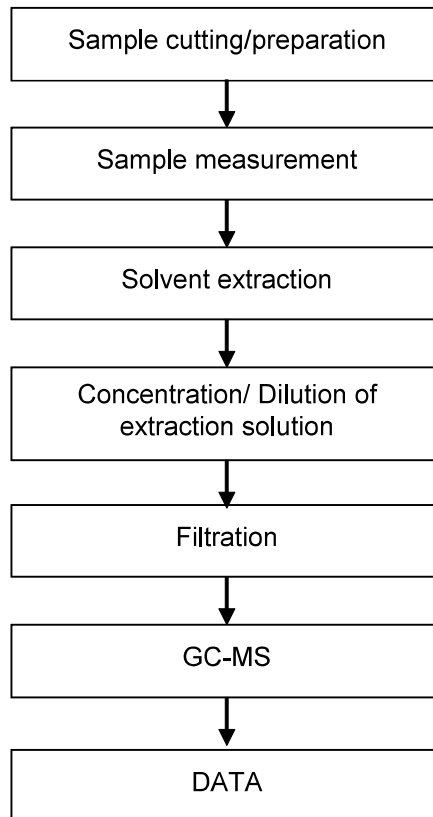 Sample cutting/preparation
Sample measurement
Solvent extraction
Concentration/ Dilution of
extraction solution
Filtration
GC-MS
DATA